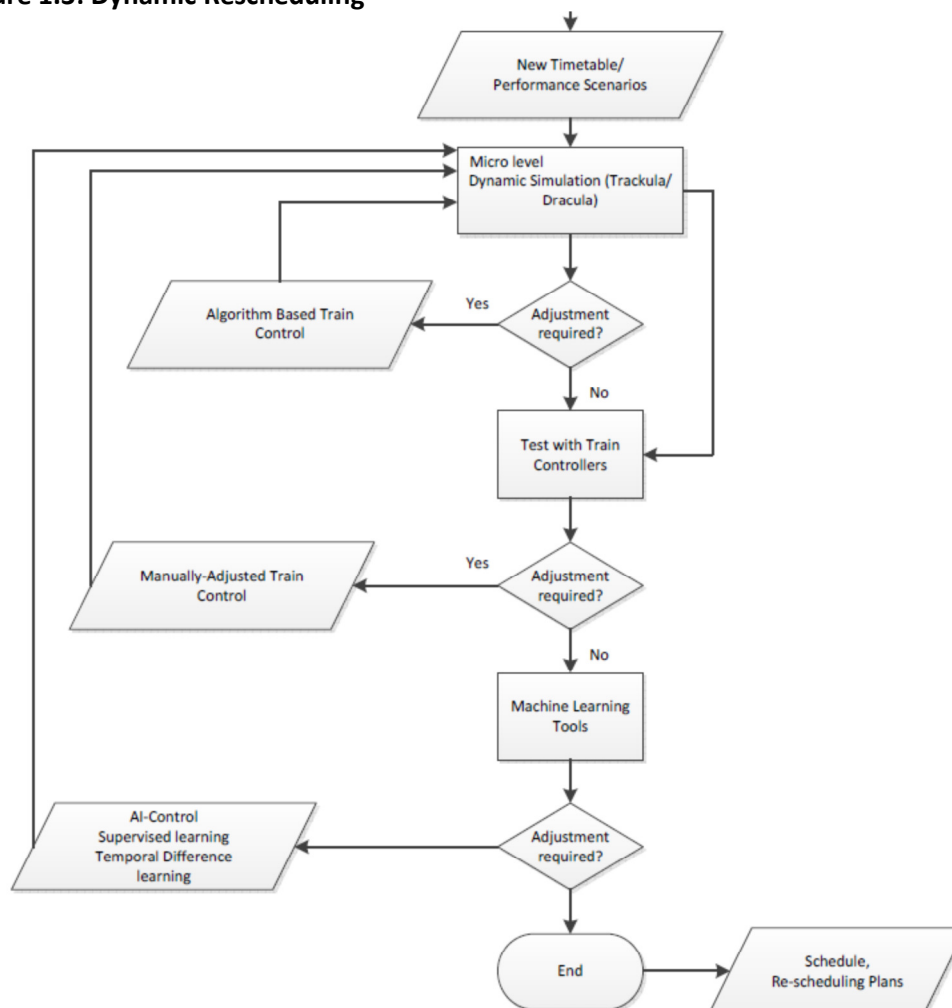 Dynamic Rescheduling
New Timetable/
Performance Scenarios
Micro level
Dynamic Simulation (Trackula/
Dracula)
Algorithm Based Train
Control
Yes
Adjustment
required?
No
Test with Train
Controllers
Manually-Adjusted Train
Control
Yes
Adjustment
required?
No
Machine Learning
Tools
AI-Control
Supervised learning
Temporal Difference
learning
Adjustment
required?
End
Schedule,
Re-scheduling Plans